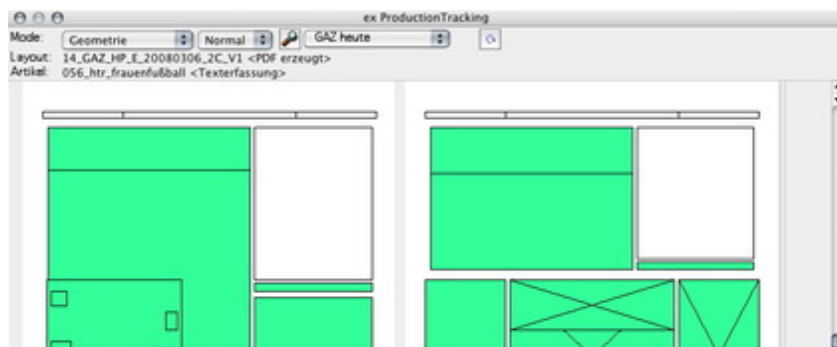 ex ProductionTracking
Mode: Geometrie Normal GAZ heute
Layout: 14_GAZ_HP_E_20080306_2C_V1 <PDF erzeugt>
Artikel: 056_htr_frauenfußball <Texterfassung>